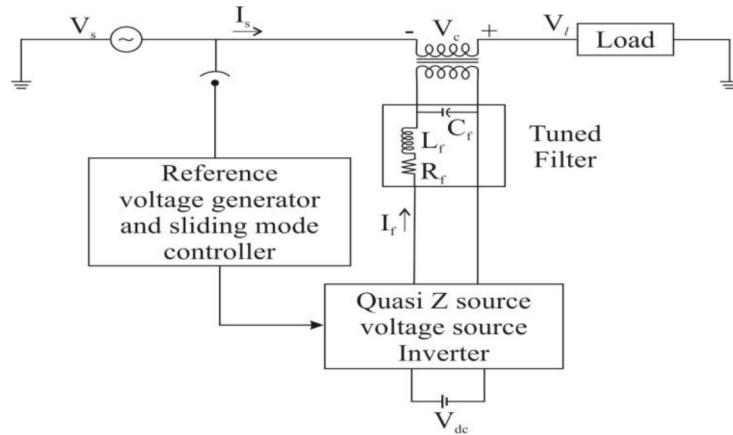 V_s
I_s
- V_c +
V_l
Load
C_f
L_f
R_f
Tuned
Filter
Reference
voltage generator
and sliding mode
controller
I_f
Quasi Z source
voltage source
Inverter
V_dc